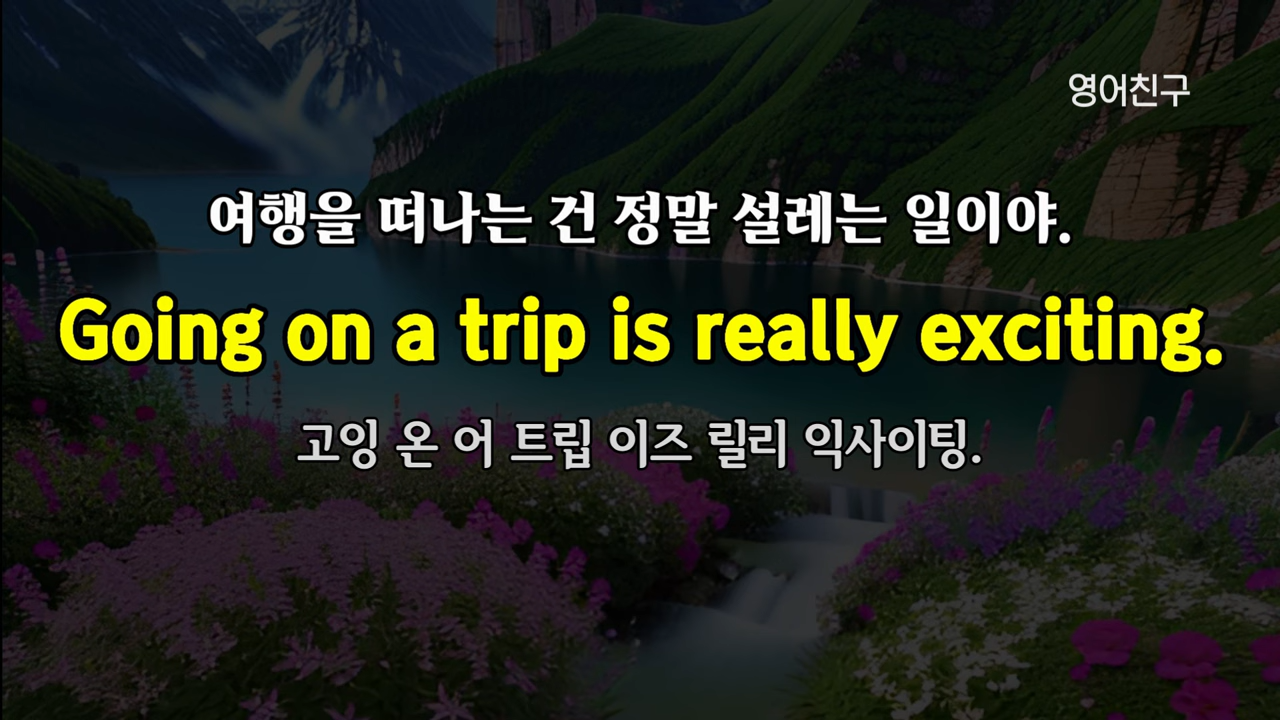 영어친구
여행을 떠나는 건 정말 설레는 일이야.
Going on a trip is really exciting.
고잉 온 어 트립 이즈 릴리 익사이팅.